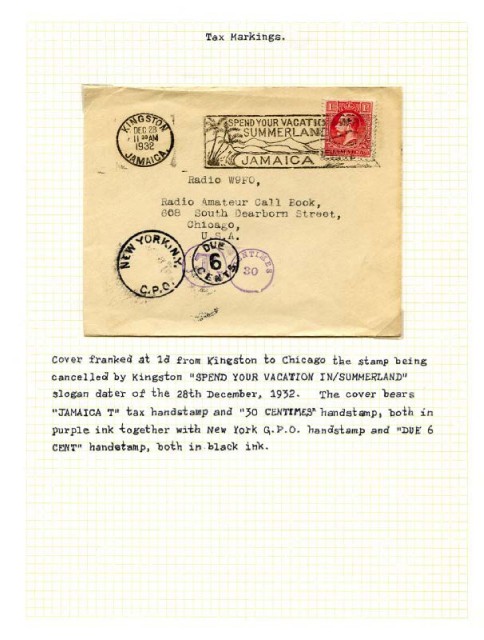 Tax Markings.
KINGSTON
DEC 28
11 30 AM
1932
JAMAICA
SPEND YOUR VACATIO
SUMMERLAND
JAMAICA
Radio W9FO,
Radio Amateur Call Book,
608 South Dearborn Street,
Chicago,
U.S.A.
NEW YORK, N.Y.
G.P.O.
DUE
6
CENTS
CENTIMES
30
Cover franked at 1d from Kingston to Chicago the stamp being
cancelled by Kingston "SPEND YOUR VACATION IN/SUMMERLAND"
slogan dater of the 28th December, 1932. The cover bears
"JAMAICA T" tax handstamp and "30 CENTIMES" handstamp, both in
purple ink together with New York G.P.O. handstamp and "DUE 6
CENT" handstamp, both in black ink.